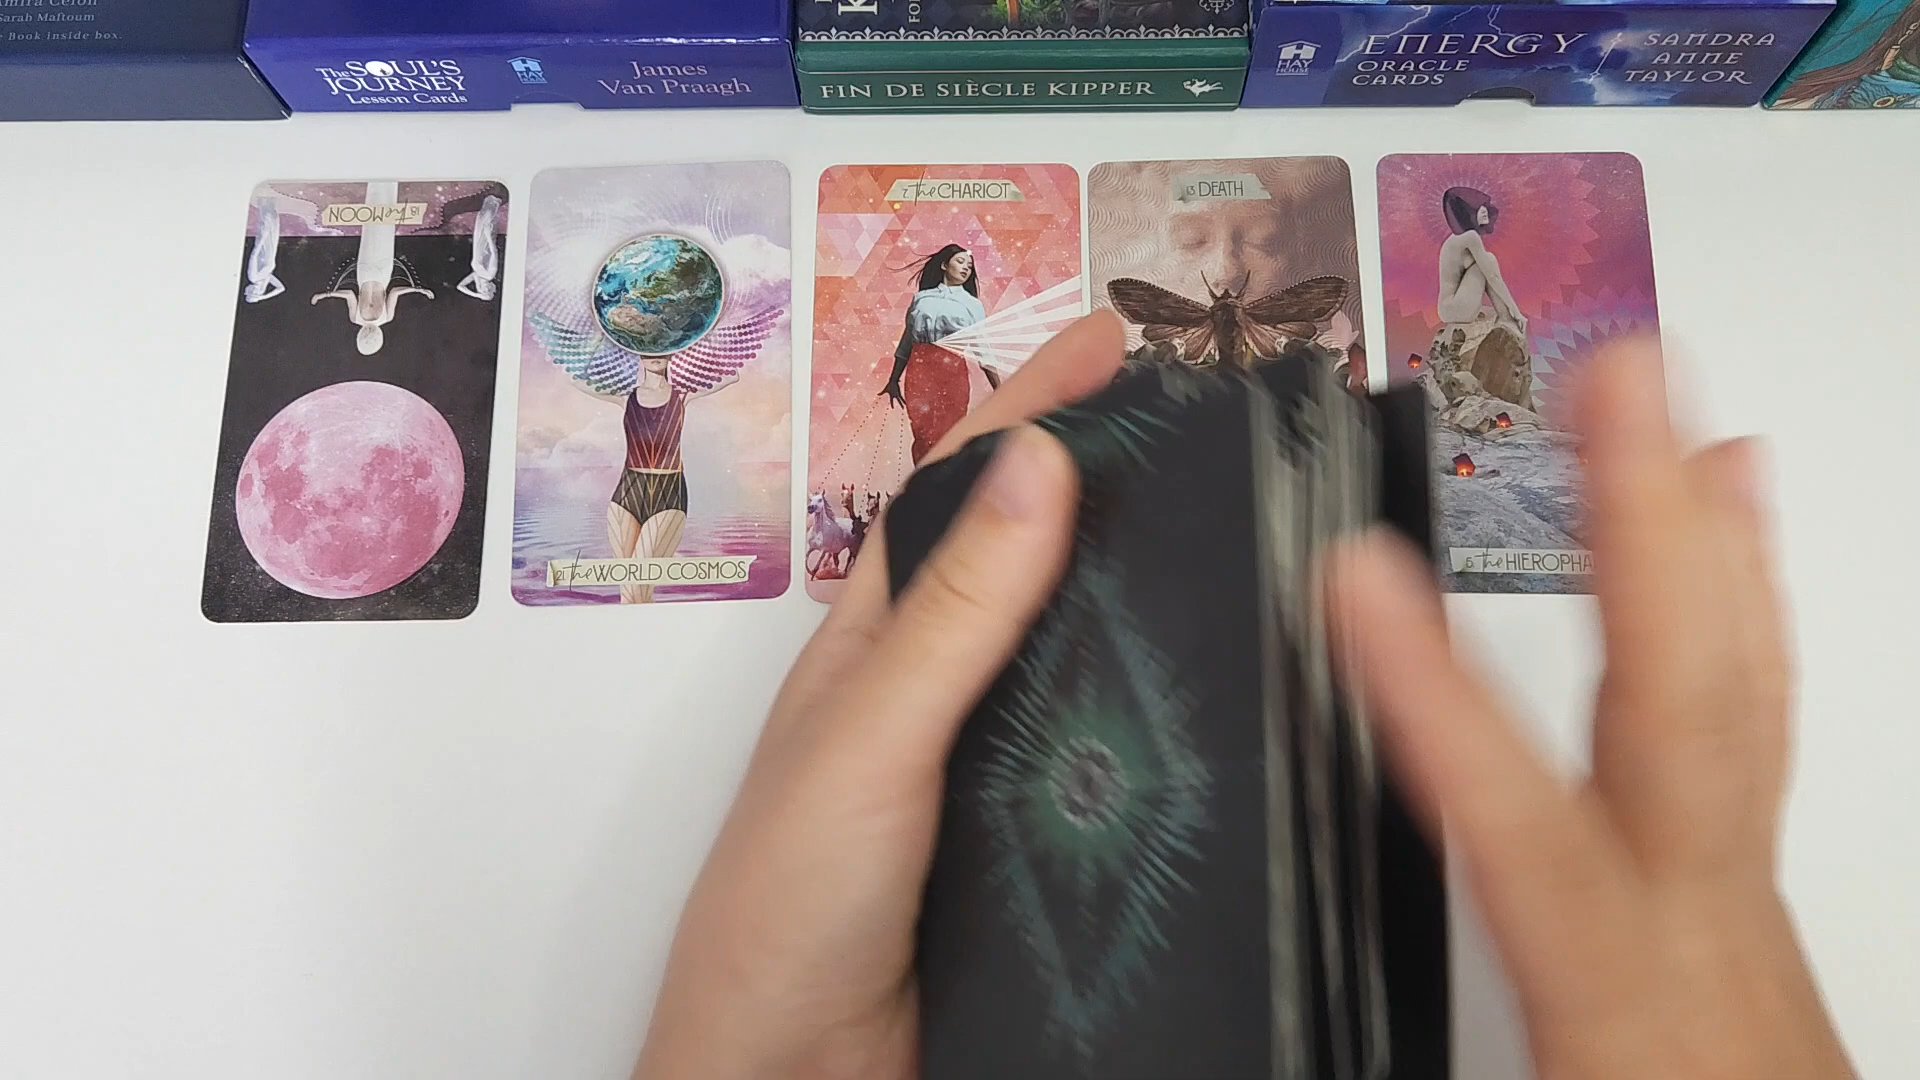 Sarah Maftoum
Book inside box.
The SOUL'S
JOURNEY
Lesson Cards
HAY
HOUSE
James
Van Praagh
FIN DE SIÈCLE KIPPER
HAY
HOUSE
ENERGY
ORACLE
CARDS
SANDRA
ANNE
TAYLOR
18. the MOON
21. the WORLD COSMOS
7. the CHARIOT
13 DEATH
5. the HIEROPHA